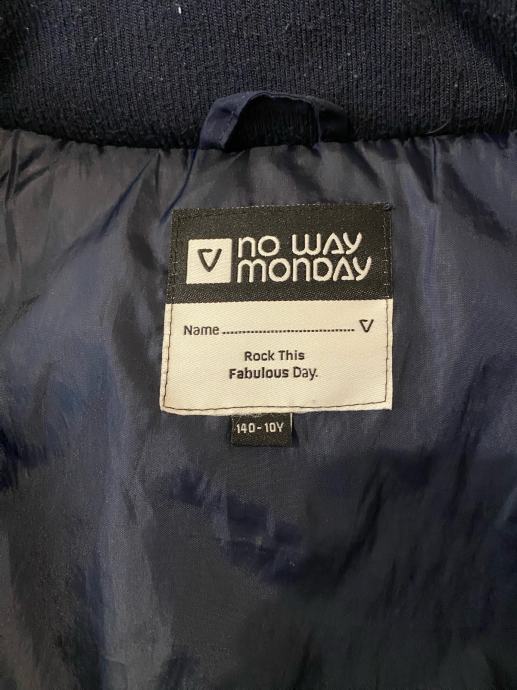 no way
monday
Name..................................
Rock This
Fabulous Day.
140-10Y